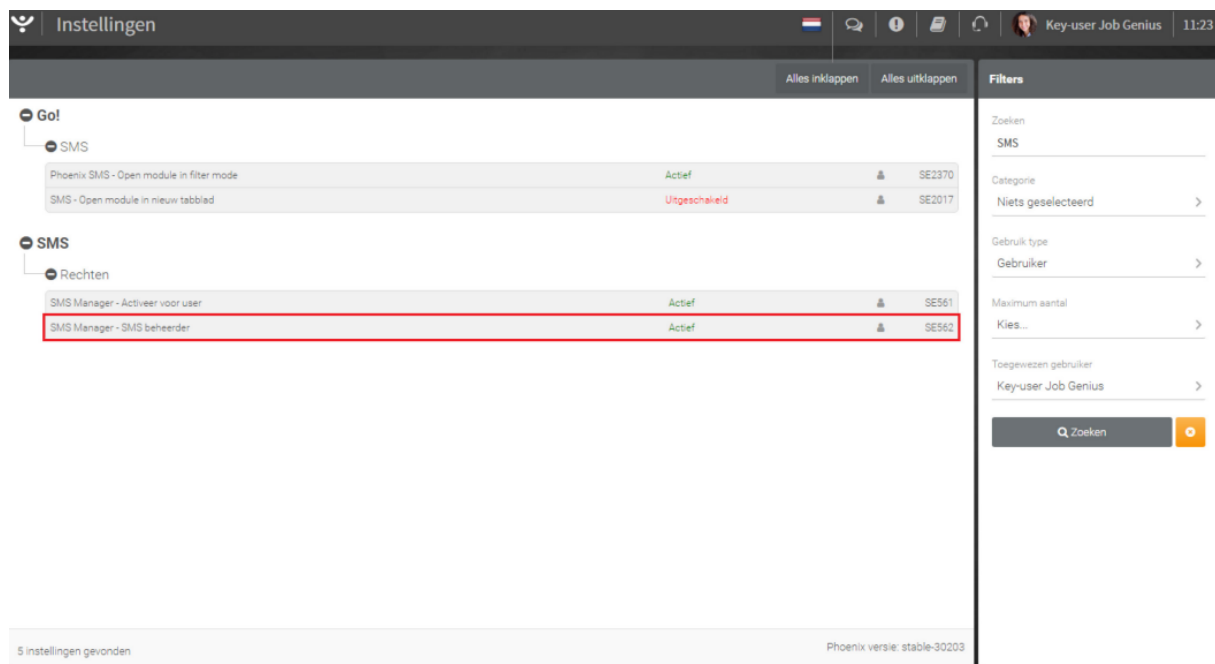 Instellingen
Key-user Job Genius
11:23
Alles inklappen
Alles uitklappen
Filters
Go!
SMS
Phoenix SMS - Open module in filter mode Actief SE2370
SMS - Open module in nieuw tabblad Uitgeschakeld SE2017
SMS
Rechten
SMS Manager - Activeer voor user Actief SE561
SMS Manager - SMS beheerder Actief SE562
Zoeken
SMS
Categorie
Niets geselecteerd
Gebruik type
Gebruiker
Maximum aantal
Kies...
Toegewezen gebruiker
Key-user Job Genius
Zoeken
5 instellingen gevonden
Phoenix versie: stable-30203